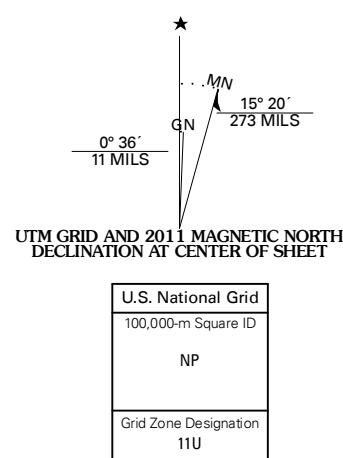 MN
15° 20´
273 MILS
GN
0° 36´
11 MILS
UTM GRID AND 2011 MAGNETIC NORTH
DECLINATION AT CENTER OF SHEET
U.S. National Grid
100,000-m Square ID
NP
Grid Zone Designation
11U